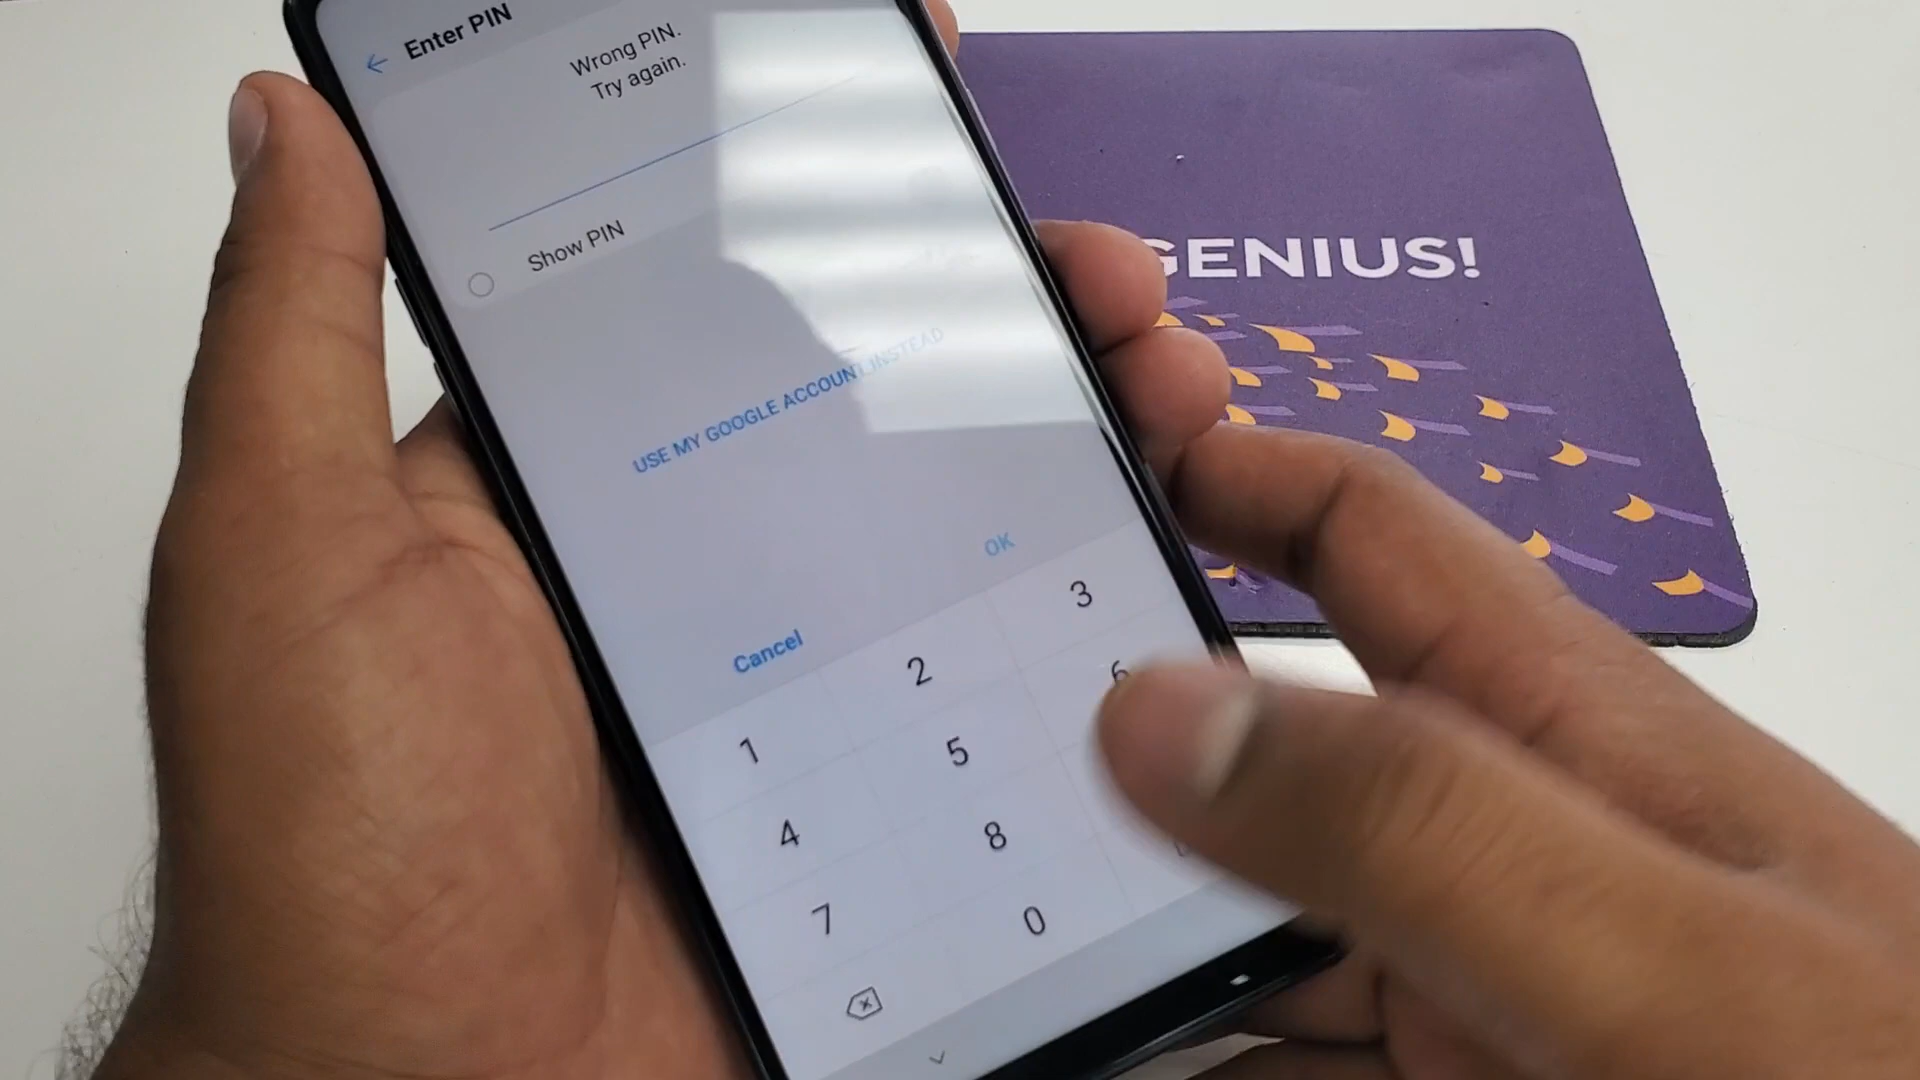 Enter PIN
Wrong PIN.
Try again.
Show PIN
USE MY GOOGLE ACCOUNT INSTEAD
Cancel
OK
1 2 3
4 5 6
7 8
0
GENIUS!